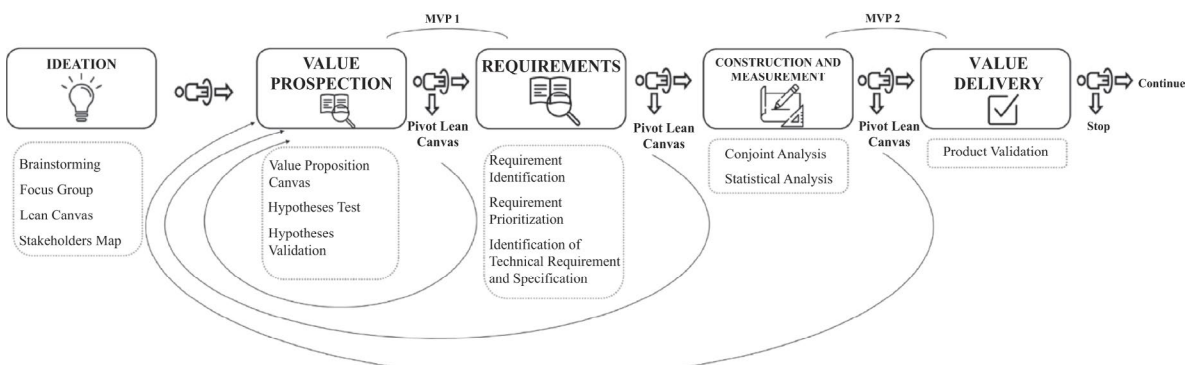 MVP 1
MVP 2
IDEATION
VALUE
PROSPECTION
REQUIREMENTS
CONSTRUCTION AND
MEASUREMENT
VALUE
DELIVERY
Continue
Stop
Pivot Lean
Canvas
Pivot Lean
Canvas
Pivot Lean
Canvas
Brainstorming
Focus Group
Lean Canvas
Stakeholders Map
Value Proposition
Canvas
Hypotheses Test
Hypotheses
Validation
Requirement
Identification
Requirement
Prioritization
Identification of
Technical Requirement
and Specification
Conjoint Analysis
Statistical Analysis
Product Validation